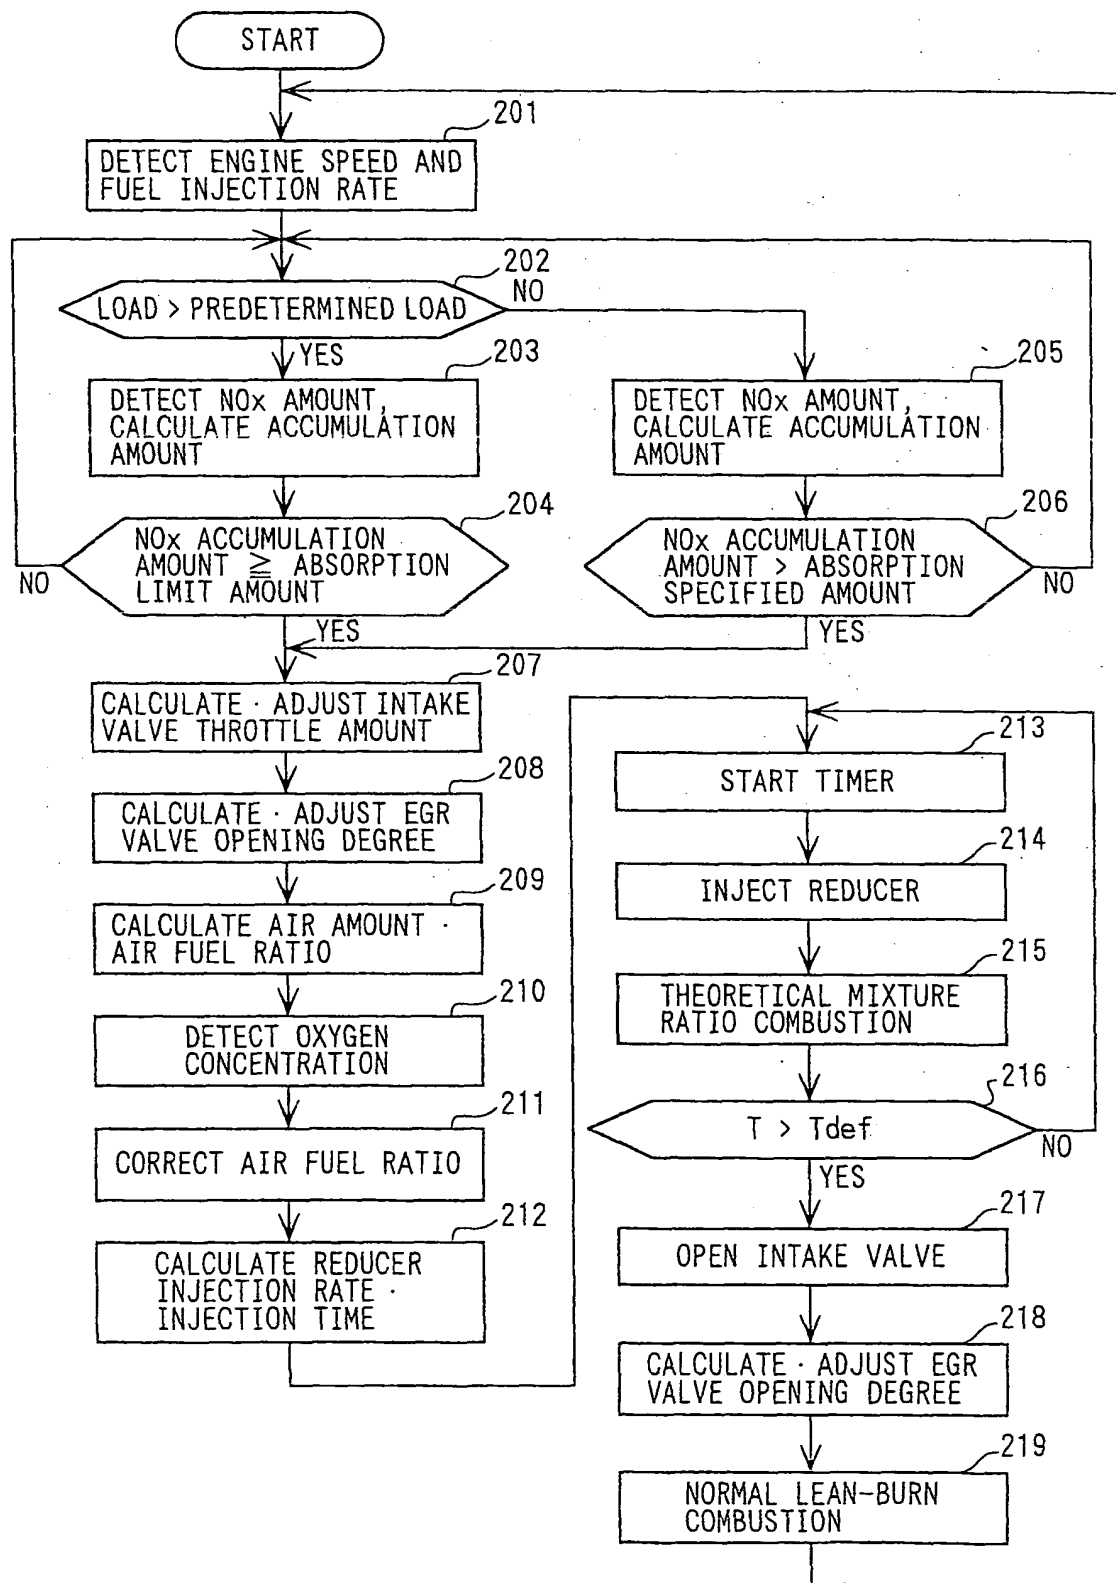 START
201
DETECT ENGINE SPEED AND
FUEL INJECTION RATE
202
LOAD > PREDETERMINED LOAD
NO
YES
203
DETECT NOx AMOUNT,
CALCULATE ACCUMULATION
AMOUNT
205
DETECT NOx AMOUNT,
CALCULATE ACCUMULATION
AMOUNT
204
NOx ACCUMULATION
AMOUNT ≧ ABSORPTION
LIMIT AMOUNT
NO
YES
206
NOx ACCUMULATION
AMOUNT > ABSORPTION
SPECIFIED AMOUNT
NO
YES
207
CALCULATE · ADJUST INTAKE
VALVE THROTTLE AMOUNT
208
CALCULATE · ADJUST EGR
VALVE OPENING DEGREE
209
CALCULATE AIR AMOUNT ·
AIR FUEL RATIO
210
DETECT OXYGEN
CONCENTRATION
211
CORRECT AIR FUEL RATIO
212
CALCULATE REDUCER
INJECTION RATE ·
INJECTION TIME
213
START TIMER
214
INJECT REDUCER
215
THEORETICAL MIXTURE
RATIO COMBUSTION
216
T > Tdef
NO
YES
217
OPEN INTAKE VALVE
218
CALCULATE · ADJUST EGR
VALVE OPENING DEGREE
219
NORMAL LEAN-BURN
COMBUSTION